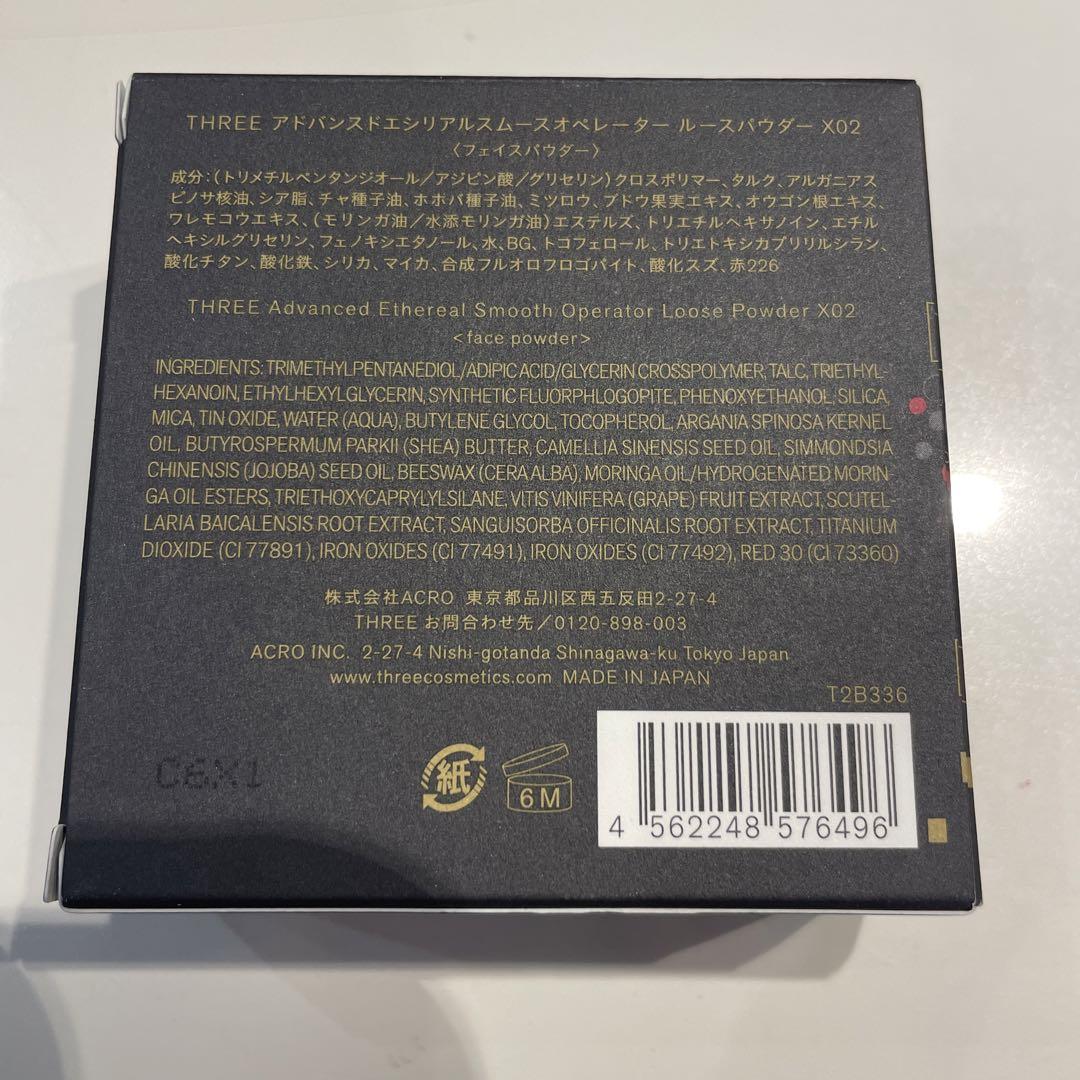 THREE アドバンスドエシリアルスムースオペレーター ルースパウダー X02
〈フェイスパウダー〉
成分:(トリメチルペンタンジオール/アジピン酸/グリセリン)クロスポリマー、タルク、アルガニアス
ピノサ核油、シア脂、チャ種子油、ホホバ種子油、ミツロウ、ブドウ果実エキス、オウゴン根エキス、
ワレモコウエキス、(モリンガ油/水添モリンガ油)エステルズ、トリエチルヘキサノイン、エチル
ヘキシルグリセリン、フェノキシエタノール、水、BG、トコフェロール、トリエトキシカプリリルシラン、
酸化チタン、酸化鉄、シリカ、マイカ、合成フルオロフロゴパイト、酸化スズ、赤226
THREE Advanced Ethereal Smooth Operator Loose Powder X02
<face powder>
INGREDIENTS: TRIMETHYLPENTANEDIOL/ADIPIC ACID/GLYCERIN CROSSPOLYMER, TALC, TRIETHYL-
HEXANOIN, ETHYLHEXYLGLYCERIN, SYNTHETIC FLUORPHLOGOPITE, PHENOXYETHANOL, SILICA,
MICA, TIN OXIDE, WATER (AQUA), BUTYLENE GLYCOL, TOCOPHEROL, ARGANIA SPINOSA KERNEL
OIL, BUTYROSPERMUM PARKII (SHEA) BUTTER, CAMELLIA SINENSIS SEED OIL, SIMMONDSIA
CHINENSIS (JOJOBA) SEED OIL, BEESWAX (CERA ALBA), MORINGA OIL/HYDROGENATED MORIN-
GA OIL ESTERS, TRIETHOXYCAPRYLYLSILANE, VITIS VINIFERA (GRAPE) FRUIT EXTRACT, SCUTEL-
LARIA BAICALENSIS ROOT EXTRACT, SANGUISORBA OFFICINALIS ROOT EXTRACT, TITANIUM
DIOXIDE (CI 77891), IRON OXIDES (CI 77491), IRON OXIDES (CI 77492), RED 30 (CI 73360)
株式会社ACRO 東京都品川区西五反田2-27-4
THREE お問合わせ先/0120-898-003
ACRO INC. 2-27-4 Nishi-gotanda Shinagawa-ku Tokyo Japan
www.threecosmetics.com MADE IN JAPAN
T2B336
C6X1
紙
6M
4 562248 576496